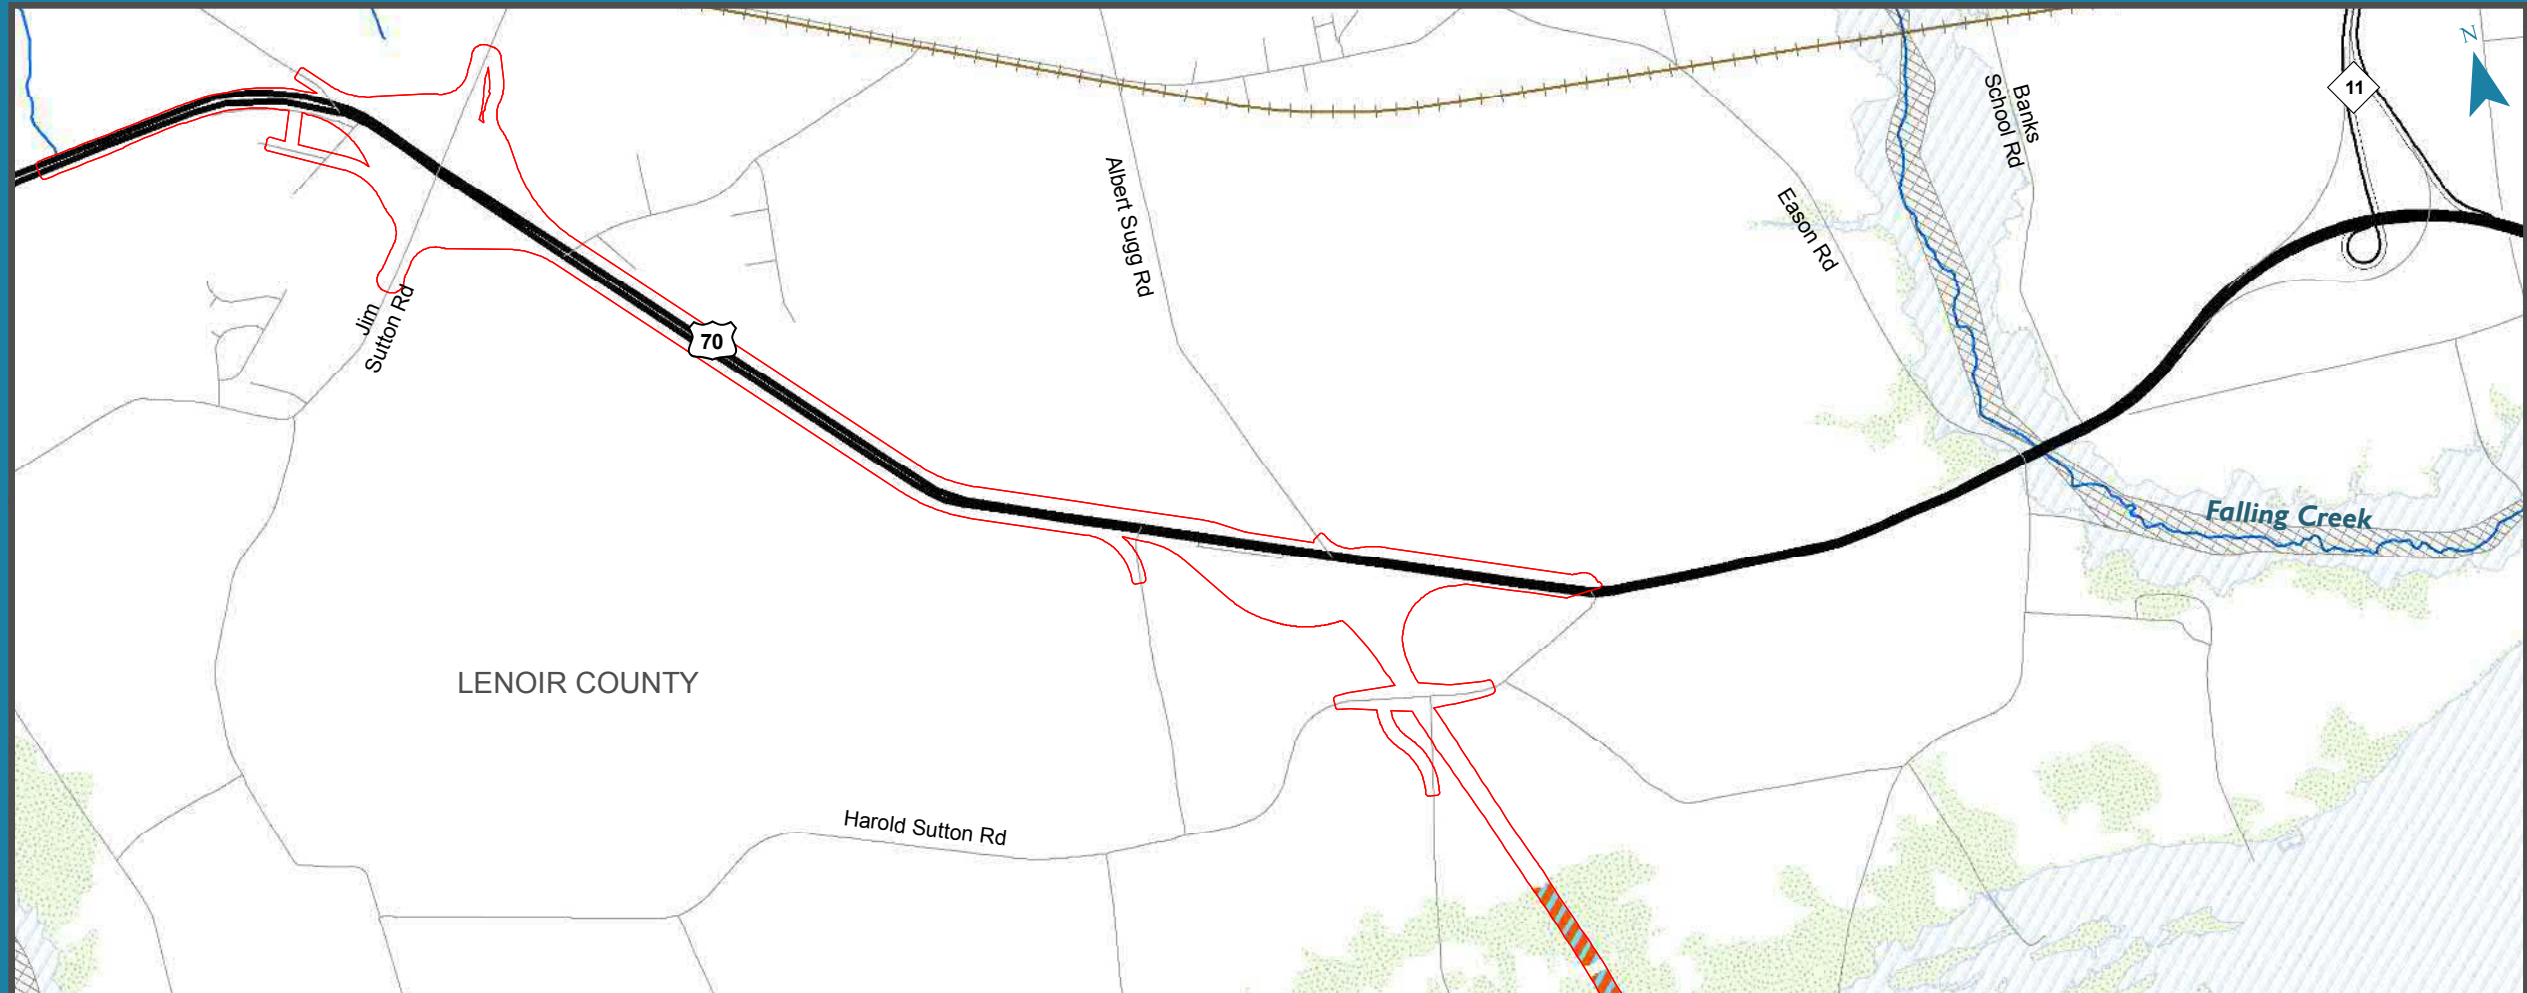 N
11
Banks
School Rd
Albert Sugg Rd
Eason Rd
Jim
Sutton Rd
70
Falling Creek
LENOIR COUNTY
Harold Sutton Rd